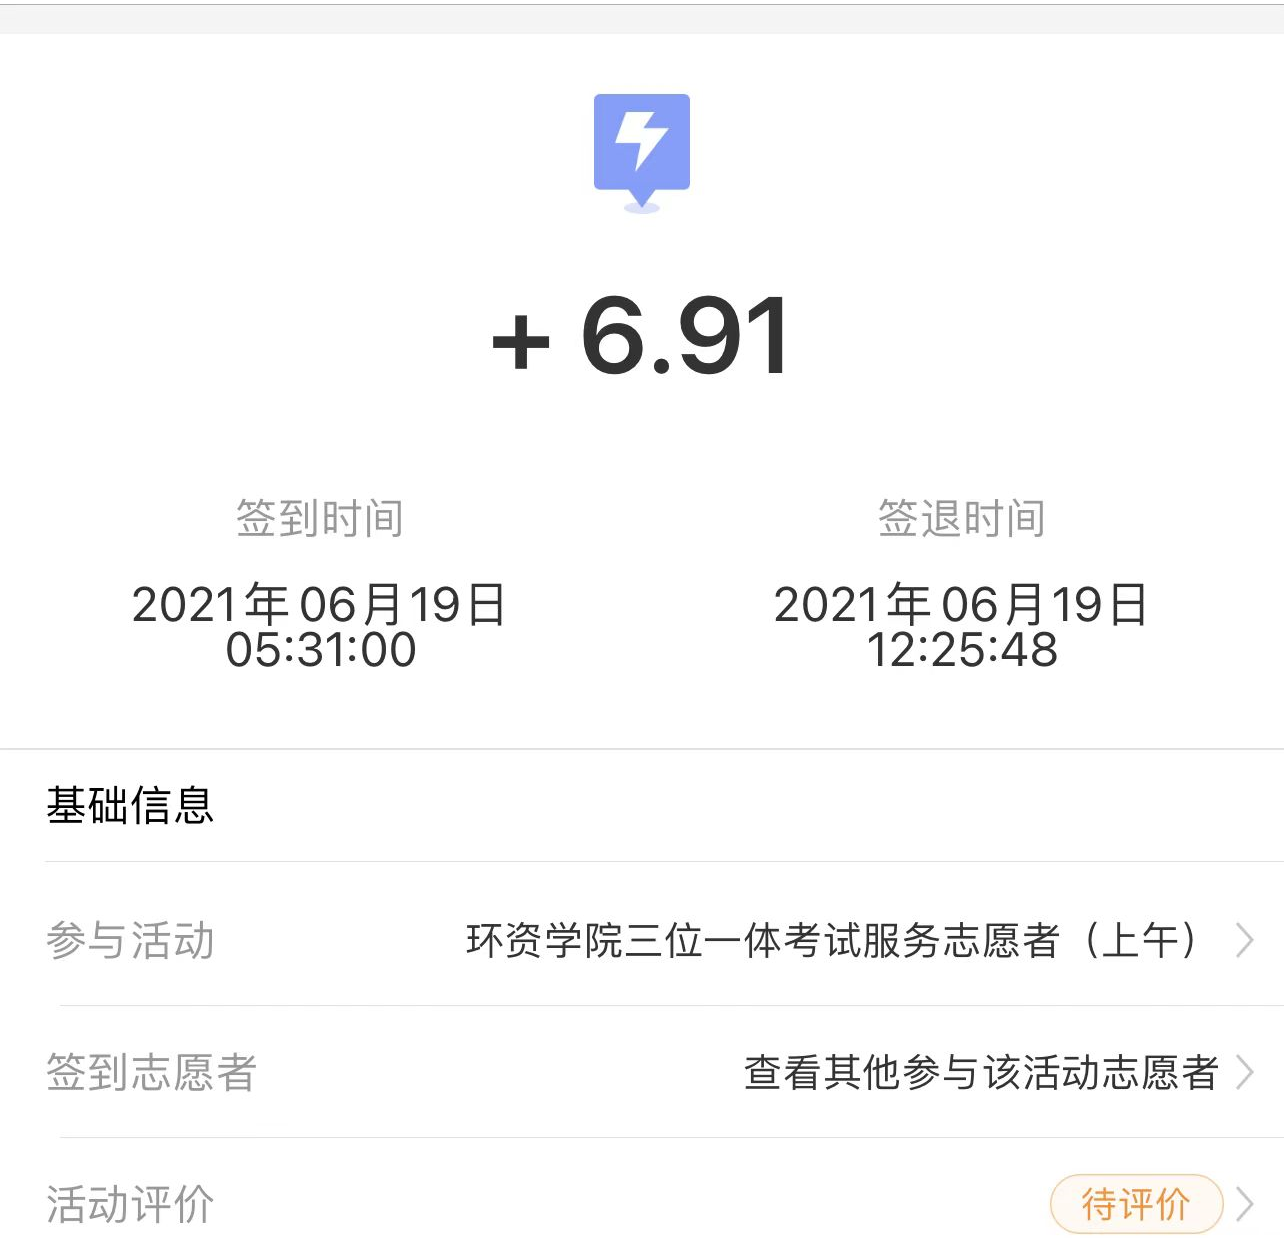 + 6.91
签到时间
签退时间
2021年06月19日
05:31:00
2021年06月19日
12:25:48
基础信息
参与活动
环资学院三位一体考试服务志愿者（上午）
签到志愿者
查看其他参与该活动志愿者
活动评价
待评价